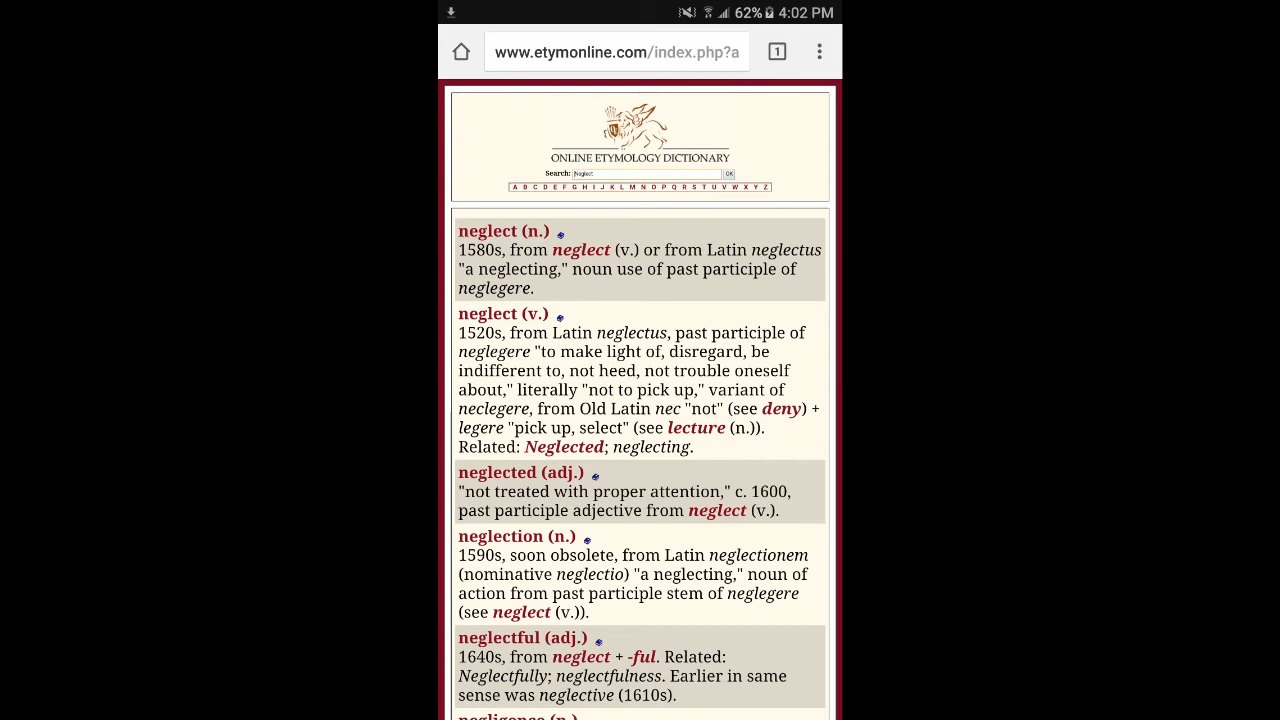 62% 4:02 PM
www.etymonline.com/index.php?a
1
ONLINE ETYMOLOGY DICTIONARY
Search: Neglect OK
A B C D E F G H I J K L M N O P Q R S T U V W X Y Z
neglect (n.)
1580s, from neglect (v.) or from Latin neglectus
"a neglecting," noun use of past participle of
neglegere.
neglect (v.)
1520s, from Latin neglectus, past participle of
neglegere "to make light of, disregard, be
indifferent to, not heed, not trouble oneself
about," literally "not to pick up," variant of
neclegere, from Old Latin nec "not" (see deny) +
legere "pick up, select" (see lecture (n.)).
Related: Neglected; neglecting.
neglected (adj.)
"not treated with proper attention," c. 1600,
past participle adjective from neglect (v.).
neglection (n.)
1590s, soon obsolete, from Latin neglectionem
(nominative neglectio) "a neglecting," noun of
action from past participle stem of neglegere
(see neglect (v.)).
neglectful (adj.)
1640s, from neglect + -ful. Related:
Neglectfully; neglectfulness. Earlier in same
sense was neglective (1610s).
negligence (n.)